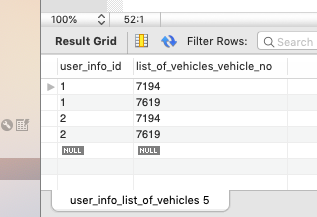 100% 52:1
Result Grid Filter Rows: Search
user_info_id list_of_vehicles_vehicle_no
1 7194
1 7619
2 7194
2 7619
NULL NULL
user_info_list_of_vehicles 5